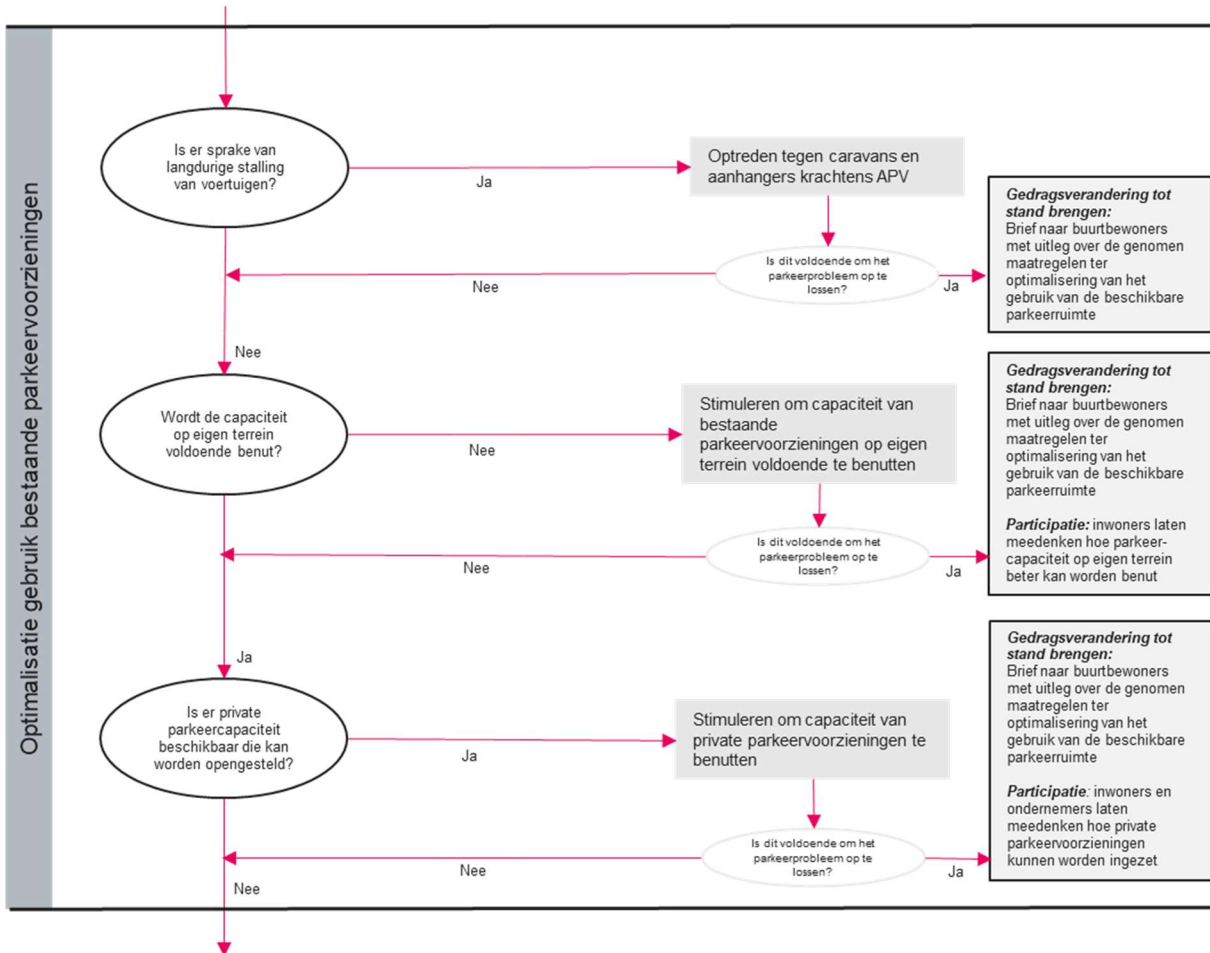 Optimalisatie gebruik bestaande parkeervoorzieningen
Is er sprake van
langdurige stalling
van voertuigen?
Ja
Optreden tegen caravans en
aanhangers krachtens APV
Is dit voldoende om het
parkeerprobleem op te
lossen?
Nee
Ja
Gedragsverandering tot
stand brengen:
Brief naar buurtbewoners
met uitleg over de genomen
maatregelen ter
optimalisering van het
gebruik van de beschikbare
parkeerruimte
Nee
Wordt de capaciteit
op eigen terrein
voldoende benut?
Nee
Stimuleren om capaciteit van
bestaande
parkeervoorzieningen op eigen
terrein voldoende te benutten
Is dit voldoende om het
parkeerprobleem op te
lossen?
Nee
Ja
Gedragsverandering tot
stand brengen:
Brief naar buurtbewoners
met uitleg over de genomen
maatregelen ter
optimalisering van het
gebruik van de beschikbare
parkeerruimte
Participatie: inwoners laten
meedenken hoe parkeer-
capaciteit op eigen terrein
beter kan worden benut
Ja
Is er private
parkeercapaciteit
beschikbaar die kan
worden opengesteld?
Ja
Stimuleren om capaciteit van
private parkeervoorzieningen te
benutten
Is dit voldoende om het
parkeerprobleem op te
lossen?
Nee
Ja
Gedragsverandering tot
stand brengen:
Brief naar buurtbewoners
met uitleg over de genomen
maatregelen ter
optimalisering van het
gebruik van de beschikbare
parkeerruimte
Participatie: inwoners en
ondernemers laten
meedenken hoe private
parkeervoorzieningen
kunnen worden ingezet
Nee